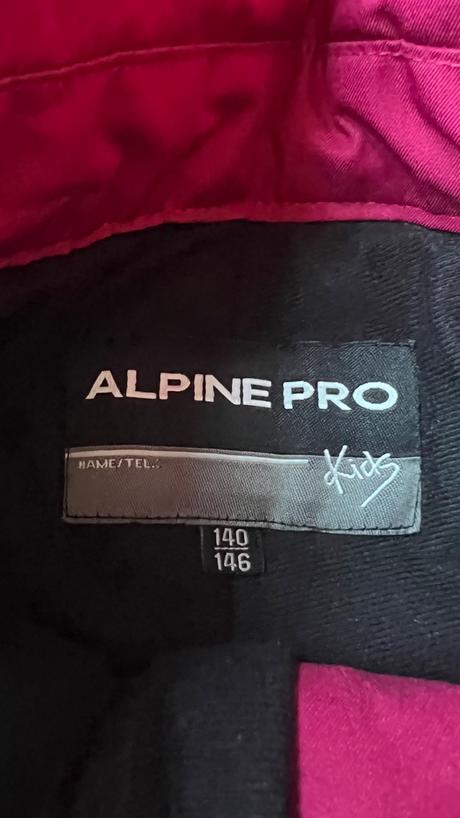 ALPINE PRO
NAME/TEL.:
Kids
140
146